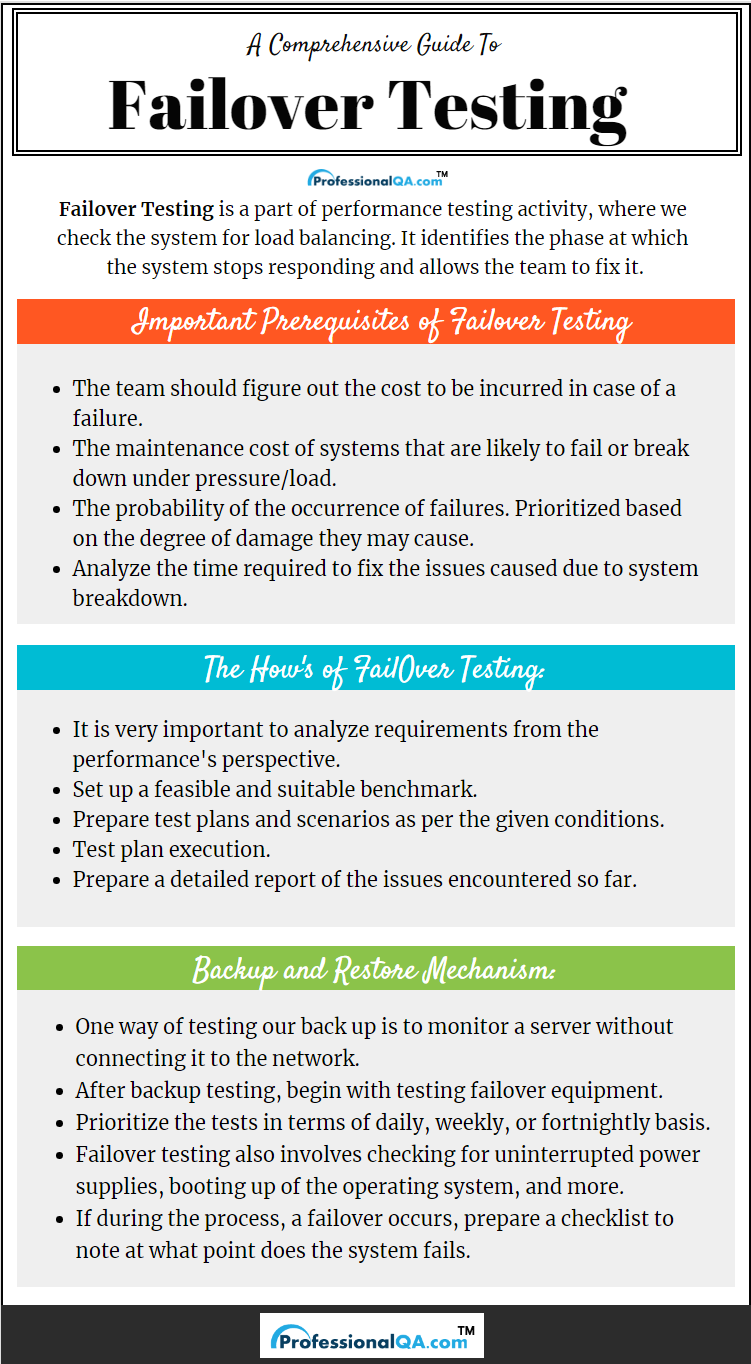 A Comprehensive Guide To
Failover Testing
ProfessionalQA.com™
Failover Testing is a part of performance testing activity, where we
check the system for load balancing. It identifies the phase at which
the system stops responding and allows the team to fix it.
Important Prerequisites of Failover Testing
• The team should figure out the cost to be incurred in case of a
failure.
• The maintenance cost of systems that are likely to fail or break
down under pressure/load.
• The probability of the occurrence of failures. Prioritized based
on the degree of damage they may cause.
• Analyze the time required to fix the issues caused due to system
breakdown.
The How's of FailOver Testing:
• It is very important to analyze requirements from the
performance's perspective.
• Set up a feasible and suitable benchmark.
• Prepare test plans and scenarios as per the given conditions.
• Test plan execution.
• Prepare a detailed report of the issues encountered so far.
Backup and Restore Mechanism:
• One way of testing our back up is to monitor a server without
connecting it to the network.
• After backup testing, begin with testing failover equipment.
• Prioritize the tests in terms of daily, weekly, or fortnightly basis.
• Failover testing also involves checking for uninterrupted power
supplies, booting up of the operating system, and more.
• If during the process, a failover occurs, prepare a checklist to
note at what point does the system fails.
ProfessionalQA.com™